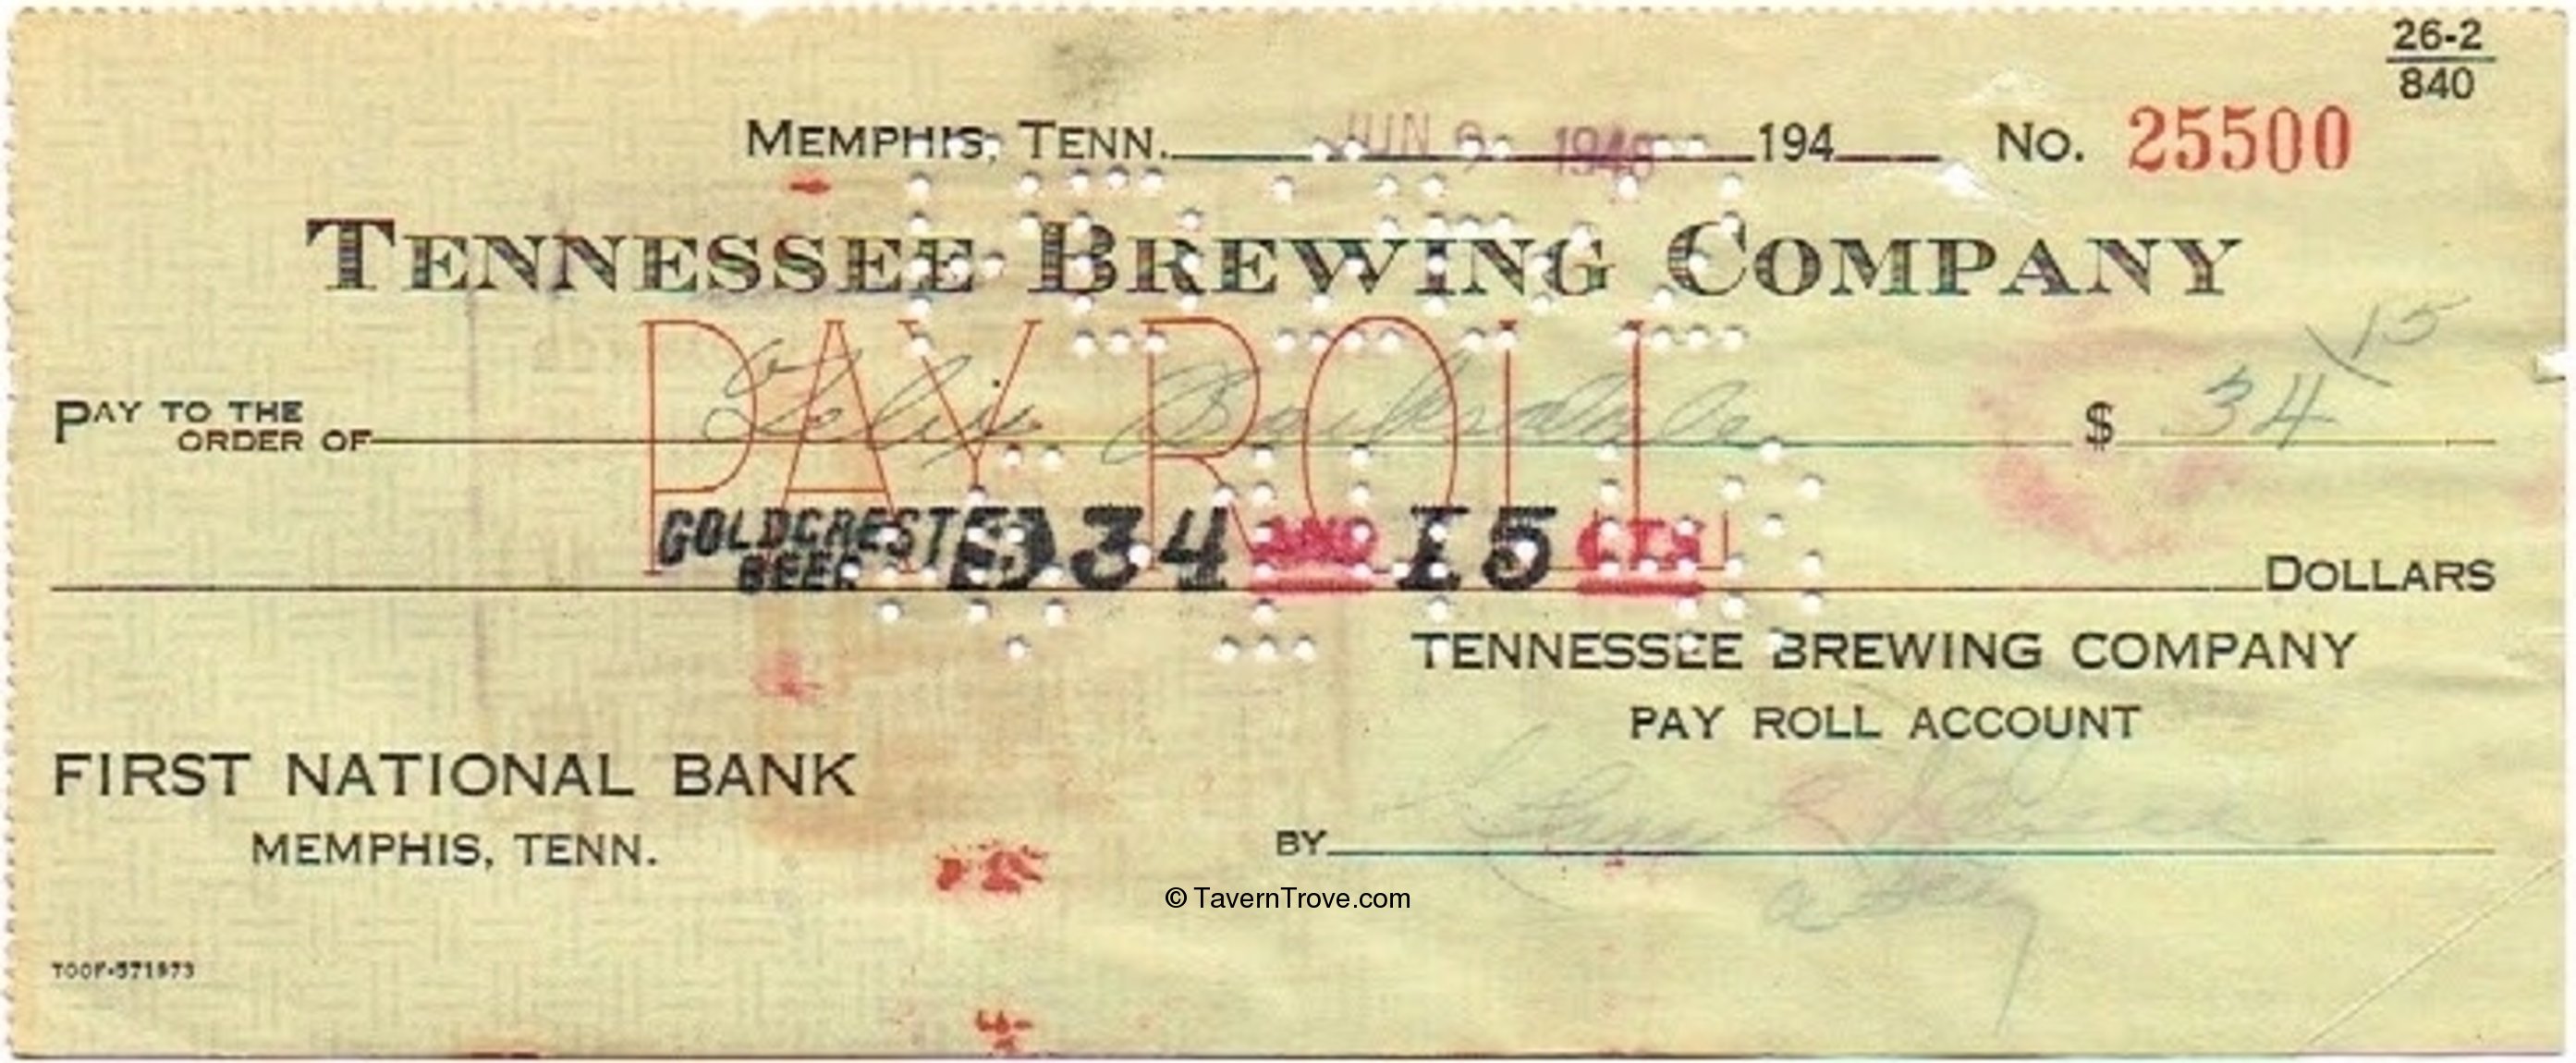 26-2
840
MEMPHIS, TENN. JUN 194 No. 25500
TENNESSEE BREWING COMPANY
PAY ROLL
PAY TO THE
ORDER OF Felix $ 34 15
GOLDCREST 34 AND 15 CTS
BEER
DOLLARS
TENNESSEE BREWING COMPANY
PAY ROLL ACCOUNT
FIRST NATIONAL BANK
MEMPHIS, TENN.
BY
© TavernTrove.com